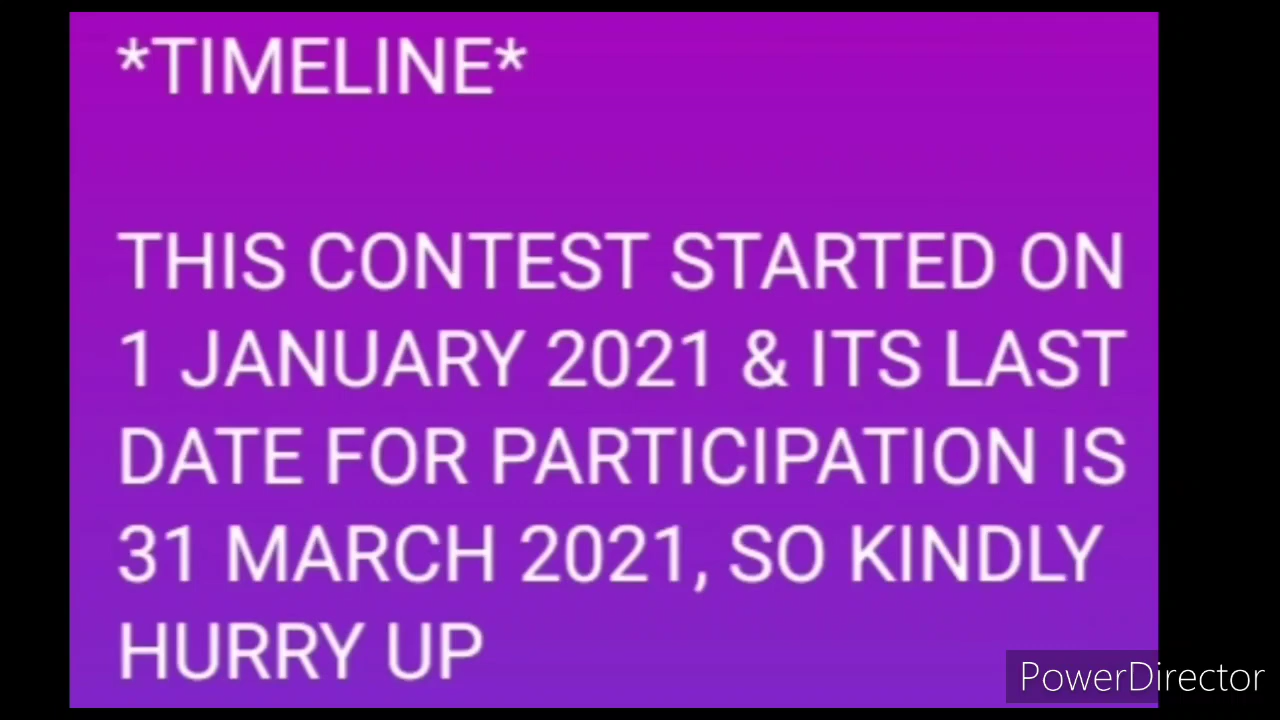 *TIMELINE*
THIS CONTEST STARTED ON
1 JANUARY 2021 & ITS LAST
DATE FOR PARTICIPATION IS
31 MARCH 2021, SO KINDLY
HURRY UP
PowerDirector